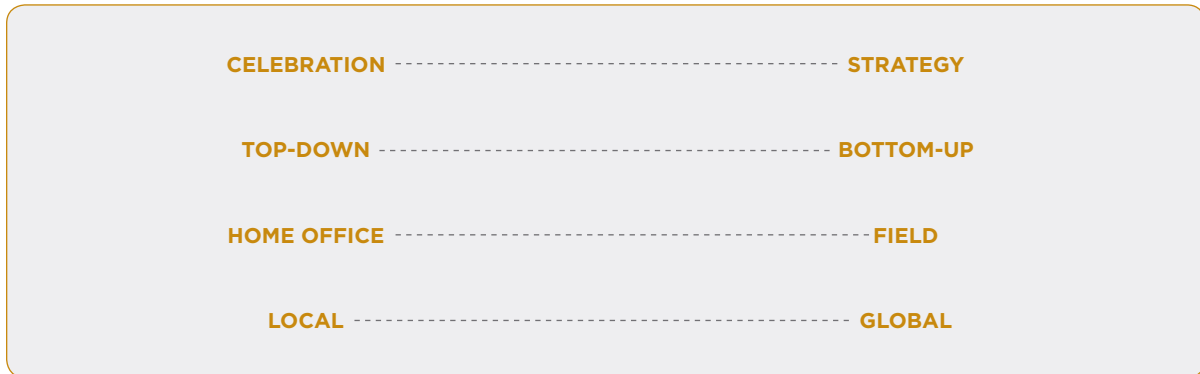 CELEBRATION STRATEGY
TOP-DOWN BOTTOM-UP
HOME OFFICE FIELD
LOCAL GLOBAL